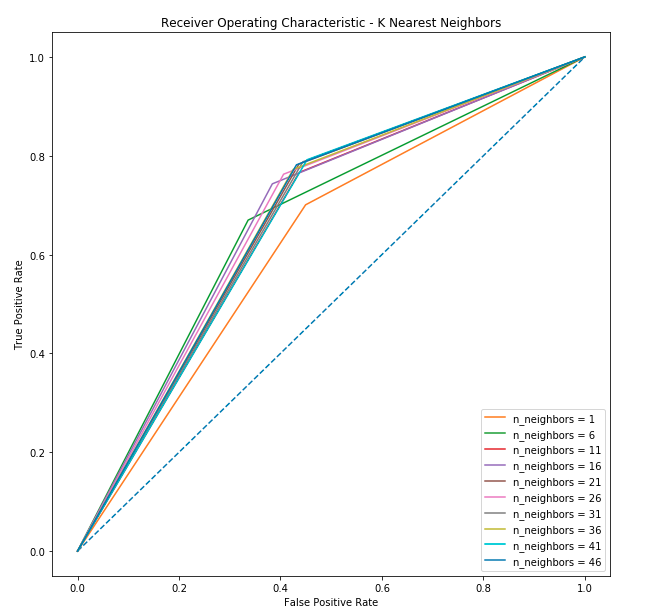 Receiver Operating Characteristic - K Nearest Neighbors
True Positive Rate
1.0
0.8
0.6
0.4
0.2
0.0
n_neighbors = 1
n_neighbors = 6
n_neighbors = 11
n_neighbors = 16
n_neighbors = 21
n_neighbors = 26
n_neighbors = 31
n_neighbors = 36
n_neighbors = 41
n_neighbors = 46
0.0 0.2 0.4 0.6 0.8 1.0
False Positive Rate